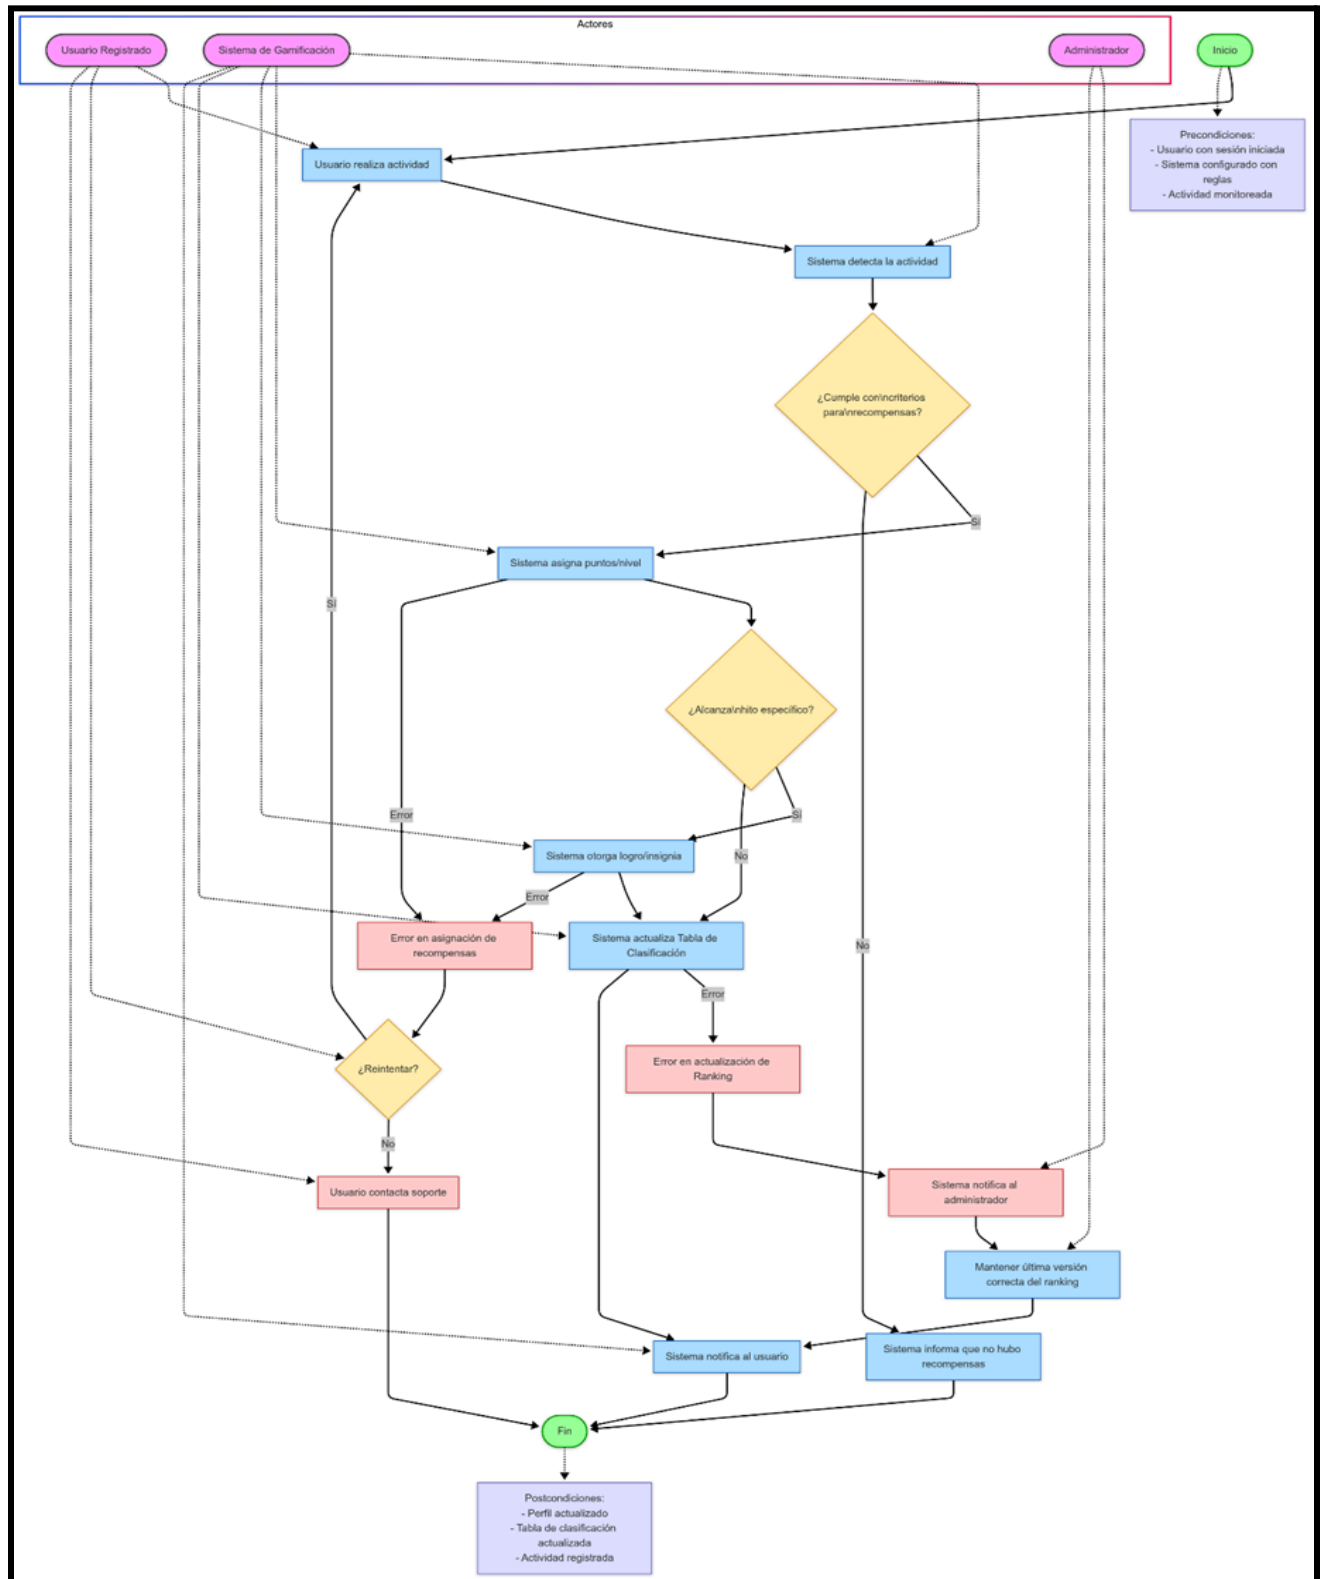 Actores
Usuario Registrado
Sistema de Gamificación
Administrador
Inicio
Precondiciones:
- Usuario con sesión iniciada
- Sistema configurado con
reglas
- Actividad monitoreada
Usuario realiza actividad
Sistema detecta la actividad
¿Cumple con\ncriterios
para\nrecompensas?
Sí
Sistema asigna puntos/nivel
Sí
¿Alcanza\nhito específico?
Error
Sí
Sistema otorga logro/insignia
No
Error
Error en asignación de
recompensas
Sistema actualiza Tabla de
Clasificación
No
Error
¿Reintentar?
Error en actualización de
Ranking
No
Usuario contacta soporte
Sistema notifica al
administrador
Mantener última versión
correcta del ranking
Sistema notifica al usuario
Sistema informa que no hubo
recompensas
Fin
Postcondiciones:
- Perfil actualizado
- Tabla de clasificación
actualizada
- Actividad registrada